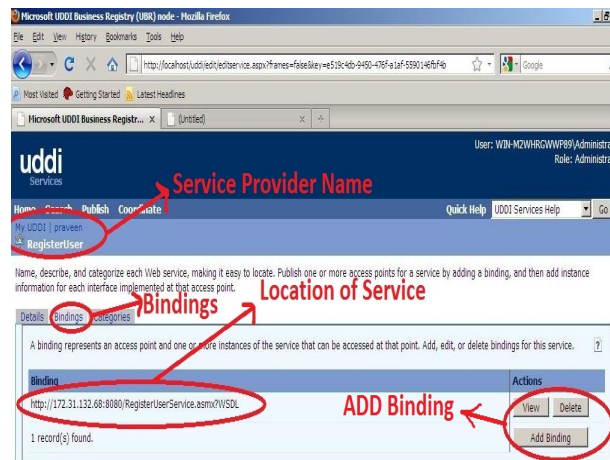 Microsoft UDDI Business Registry (UBR) node - Mozilla Firefox
File Edit View History Bookmarks Tools Help
http://localhost/uddi/edit/editservice.aspx?frames=false&key=e519c4db-9450-476f-a1af-5590146fbf4b
Google
Most Visited Getting Started Latest Headlines
Microsoft UDDI Business Registr... X (Untitled) X +
User: WIN-M2WHRGWWP89\Administra
Role: Administra
uddi
Services
Service Provider Name
Home Search Publish Coordinate Quick Help UDDI Services Help Go
My UDDI | praveen
RegisterUser
Name, describe, and categorize each Web service, making it easy to locate. Publish one or more access points for a service by adding a binding, and then add instance
information for each interface implemented at that access point.
Location of Service
Bindings
Details Bindings Categories
A binding represents an access point and one or more instances of the service that can be accessed at that point. Add, edit, or delete bindings for this service. ?
Binding Actions
http://172.31.132.68:8080/RegisterUserService.asmx?WSDL
View Delete
ADD Binding
1 record(s) found.
Add Binding